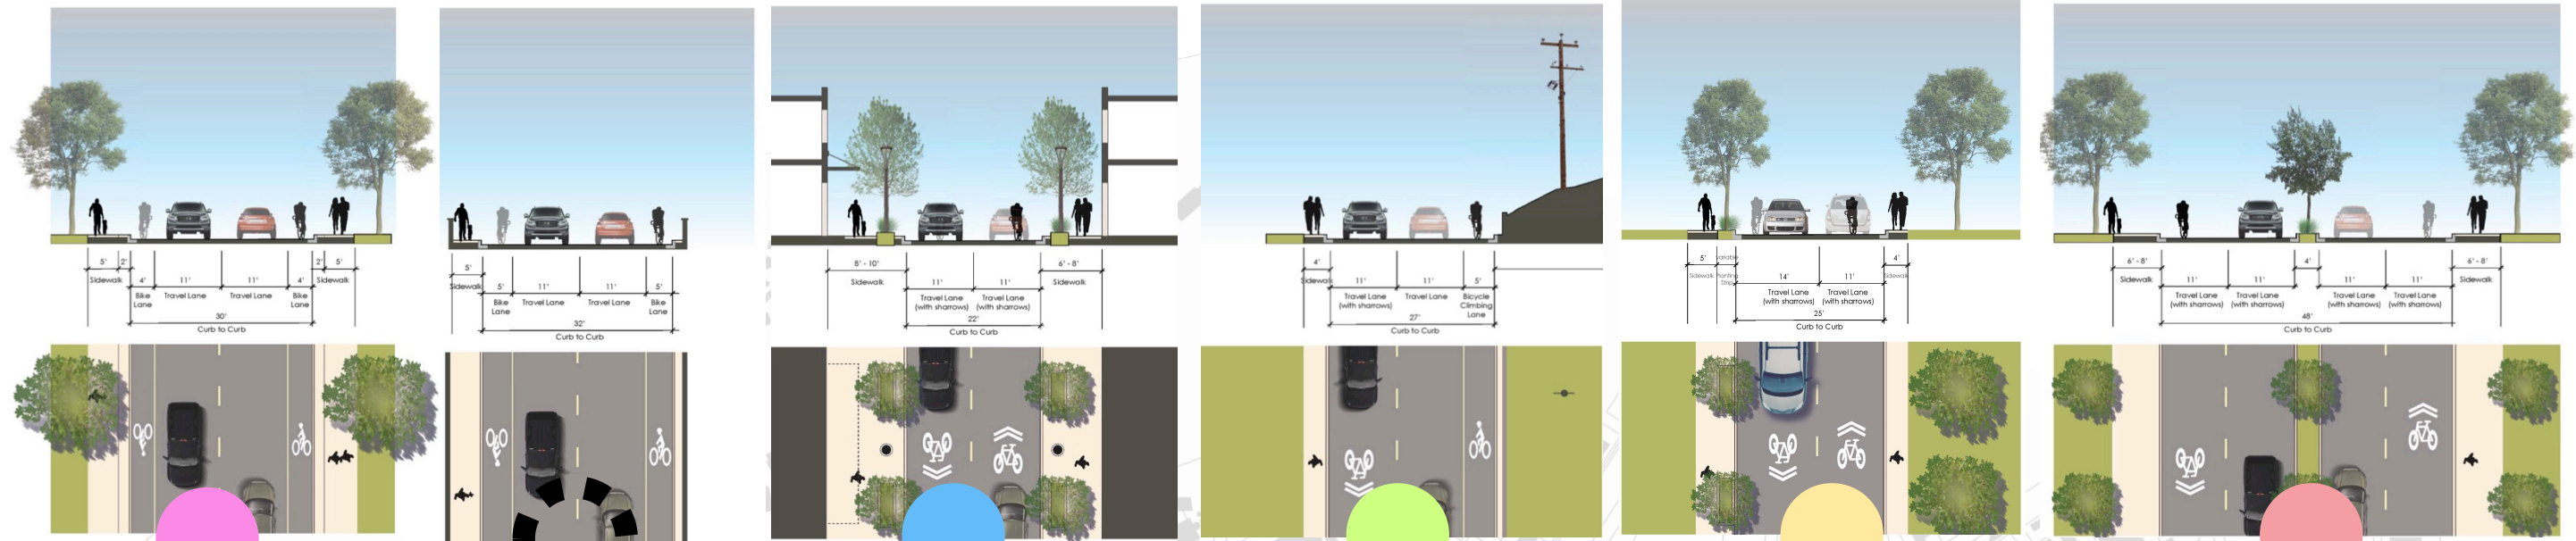 5' 2' 4' 11' 11' 4' 2' 5'
Sidewalk Bike Lane Travel Lane Travel Lane Bike Lane Sidewalk
30'
Curb to Curb
5' 5' 11' 11' 5'
Sidewalk Bike Lane Travel Lane Travel Lane Bike Lane
32'
Curb to Curb
8' - 10' 6' - 8'
Sidewalk 11' 11' Sidewalk
Travel Lane (with sharrows) Travel Lane (with sharrows)
22'
Curb to Curb
4'
Sidewalk 11' 11' 5'
Travel Lane (with sharrows) Travel Lane Bicycle Climbing Lane
27'
Curb to Curb
5' variable 4'
Sidewalk Planting Strip 14' 11' Sidewalk
Travel Lane (with sharrows) Travel Lane (with sharrows)
25'
Curb to Curb
6' - 8' 4' 6' - 8'
Sidewalk 11' 11' 11' 11' Sidewalk
Travel Lane (with sharrows) Travel Lane (with sharrows) Travel Lane (with sharrows) Travel Lane (with sharrows)
48'
Curb to Curb